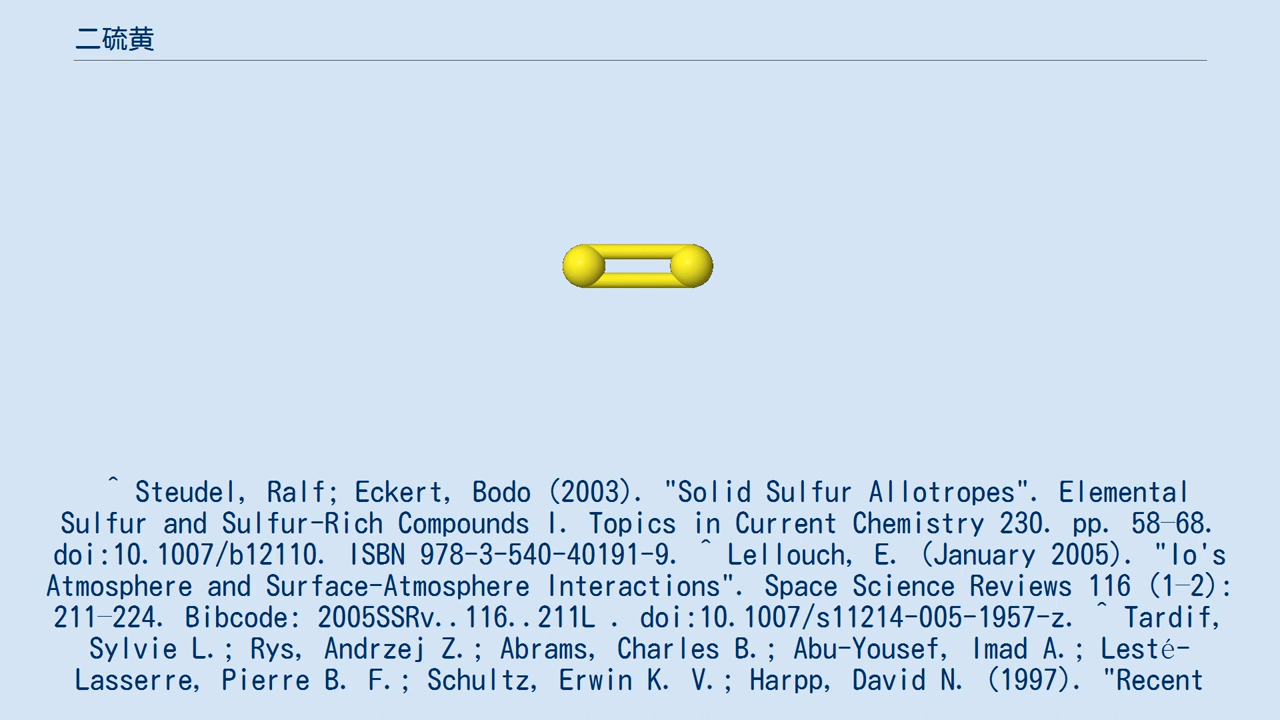 二硫黄
^ Steudel, Ralf; Eckert, Bodo (2003). "Solid Sulfur Allotropes". Elemental
Sulfur and Sulfur-Rich Compounds I. Topics in Current Chemistry 230. pp. 58–68.
doi:10.1007/b12110. ISBN 978-3-540-40191-9. ^ Lellouch, E. (January 2005). "Io's
Atmosphere and Surface-Atmosphere Interactions". Space Science Reviews 116 (1–2):
211–224. Bibcode: 2005SSRv..116..211L . doi:10.1007/s11214-005-1957-z. ^ Tardif,
Sylvie L.; Rys, Andrzej Z.; Abrams, Charles B.; Abu-Yousef, Imad A.; Lesté-
Lasserre, Pierre B. F.; Schultz, Erwin K. V.; Harpp, David N. (1997). "Recent